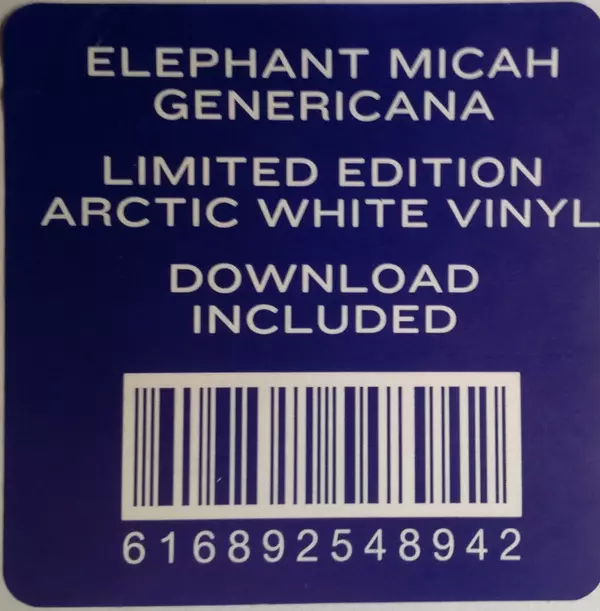 ELEPHANT MICAH
GENERICANA
LIMITED EDITION
ARCTIC WHITE VINYL
DOWNLOAD
INCLUDED
616892548942